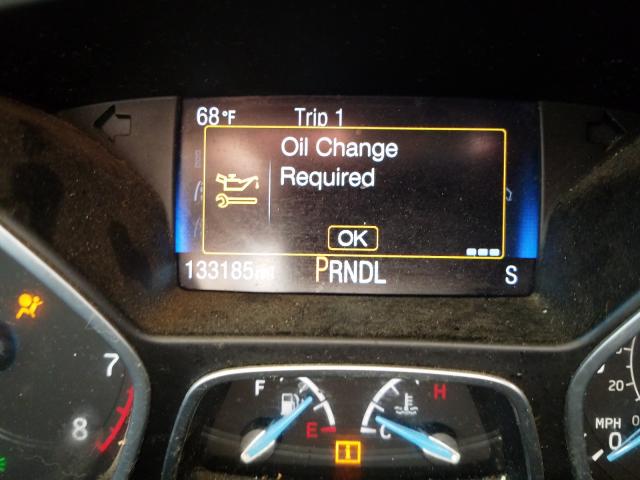 68°F Trip 1
Oil Change
Required
OK
133185 PRNDL S
7
8
F
E
H
C
20
MPH
0